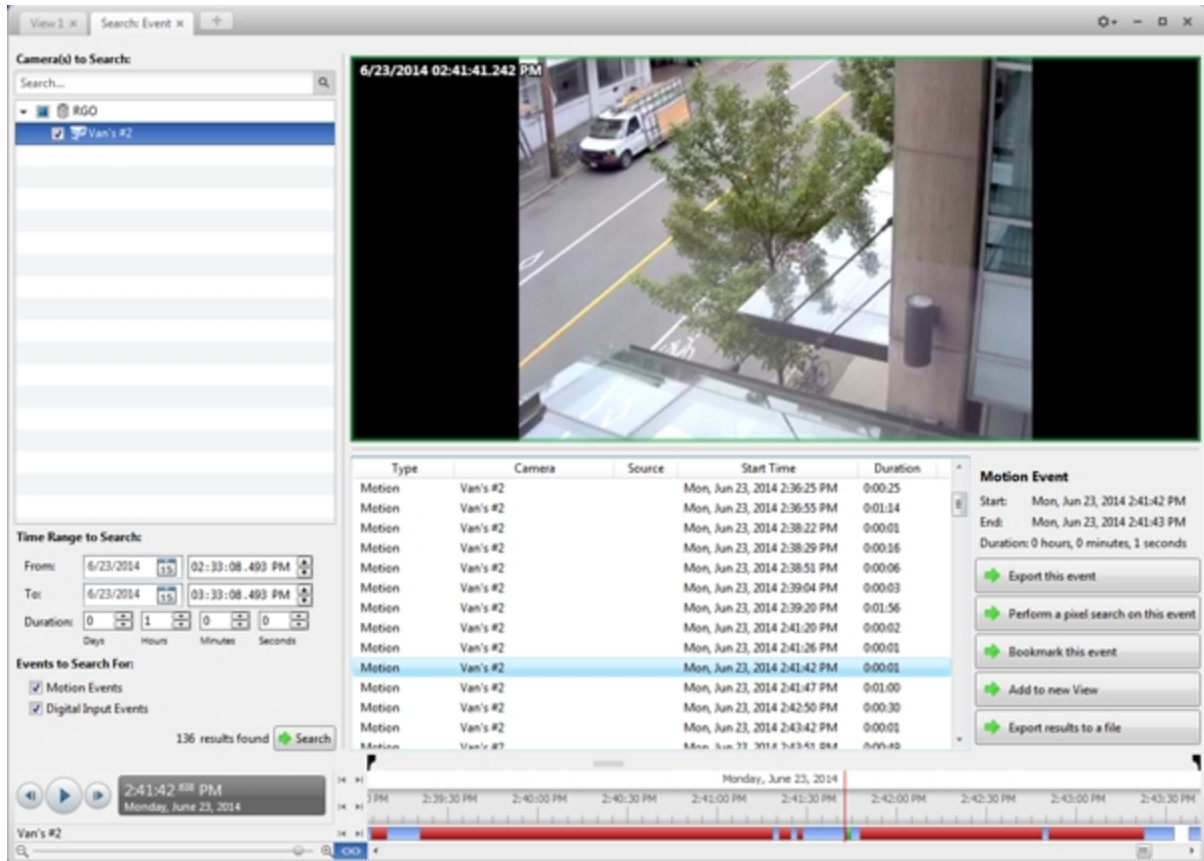 View 1 ×
Search: Event ×
+
Camera(s) to Search:
Search...
RGO
Van's #2
6/23/2014 02:41:41.242 PM
Type Camera Source Start Time Duration
Motion Van's #2 Mon, Jun 23, 2014 2:36:25 PM 0:00:25
Motion Van's #2 Mon, Jun 23, 2014 2:36:55 PM 0:01:14
Motion Van's #2 Mon, Jun 23, 2014 2:38:22 PM 0:00:01
Motion Van's #2 Mon, Jun 23, 2014 2:38:29 PM 0:00:16
Motion Van's #2 Mon, Jun 23, 2014 2:38:51 PM 0:00:06
Motion Van's #2 Mon, Jun 23, 2014 2:39:04 PM 0:00:03
Motion Van's #2 Mon, Jun 23, 2014 2:39:20 PM 0:01:56
Motion Van's #2 Mon, Jun 23, 2014 2:41:20 PM 0:00:02
Motion Van's #2 Mon, Jun 23, 2014 2:41:26 PM 0:00:01
Motion Van's #2 Mon, Jun 23, 2014 2:41:42 PM 0:00:01
Motion Van's #2 Mon, Jun 23, 2014 2:41:47 PM 0:01:00
Motion Van's #2 Mon, Jun 23, 2014 2:42:50 PM 0:00:30
Motion Van's #2 Mon, Jun 23, 2014 2:43:42 PM 0:00:01
Motion Van's #2 Mon, Jun 23, 2014 2:43:51 PM 0:00:49
Motion Event
Start: Mon, Jun 23, 2014 2:41:42 PM
End: Mon, Jun 23, 2014 2:41:43 PM
Duration: 0 hours, 0 minutes, 1 seconds
Export this event
Perform a pixel search on this event
Bookmark this event
Add to new View
Export results to a file
Time Range to Search:
From: 6/23/2014 15 02:33:08.493 PM
To: 6/23/2014 15 03:33:08.493 PM
Duration: 0 1 0 0
Days Hours Minutes Seconds
Events to Search For:
Motion Events
Digital Input Events
136 results found Search
2:41:42.638 PM
Monday, June 23, 2014
Van's #2
Monday, June 23, 2014
PM 2:39:30 PM 2:40:00 PM 2:40:30 PM 2:41:00 PM 2:41:30 PM 2:42:00 PM 2:42:30 PM 2:43:00 PM 2:43:30 PM